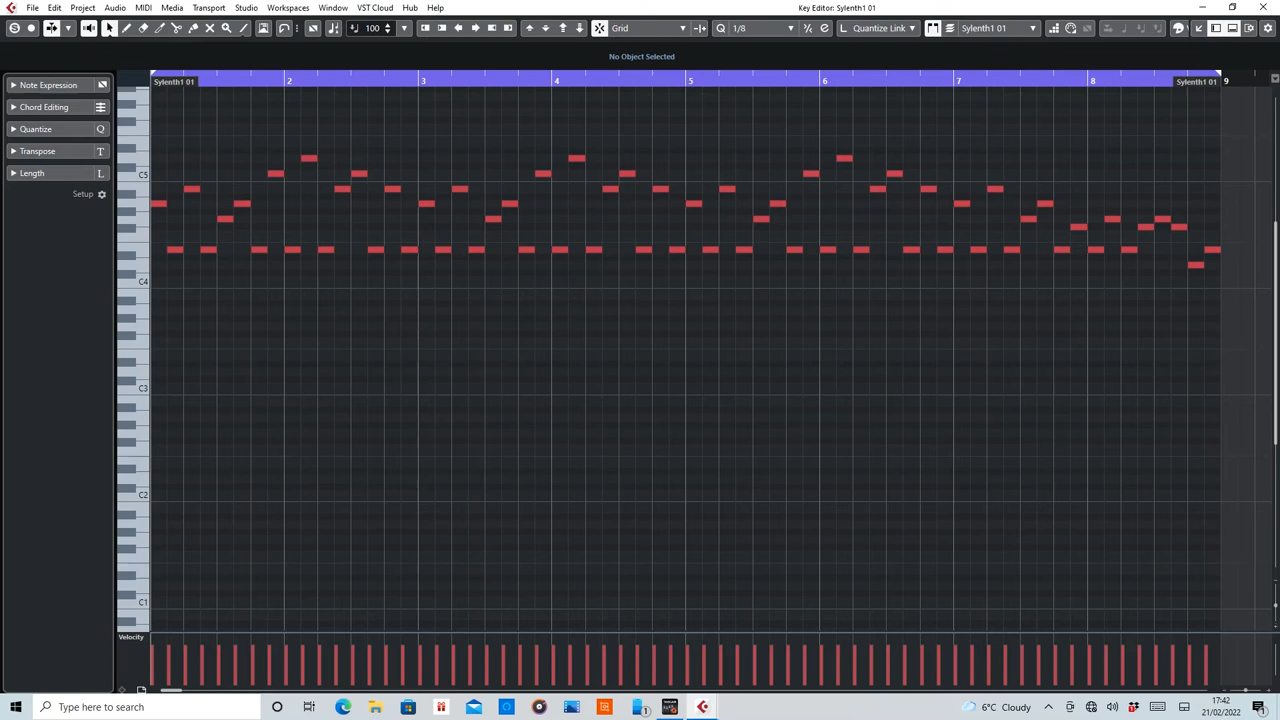 Key Editor: Sylenth1 01
File Edit Project Audio MIDI Media Transport Studio Workspaces Window VST Cloud Hub Help
S 100 Grid 1/8 Quantize Link Sylenth1 01
No Object Selected
Sylenth1 01 2 3 4 5 6 7 8 Sylenth1 01 9
Note Expression
Chord Editing
Quantize Q
Transpose T
Length L
Setup
C5
C4
C3
C2
C1
Velocity
Type here to search
1
6°C Cloudy
17:42
21/02/2022
1